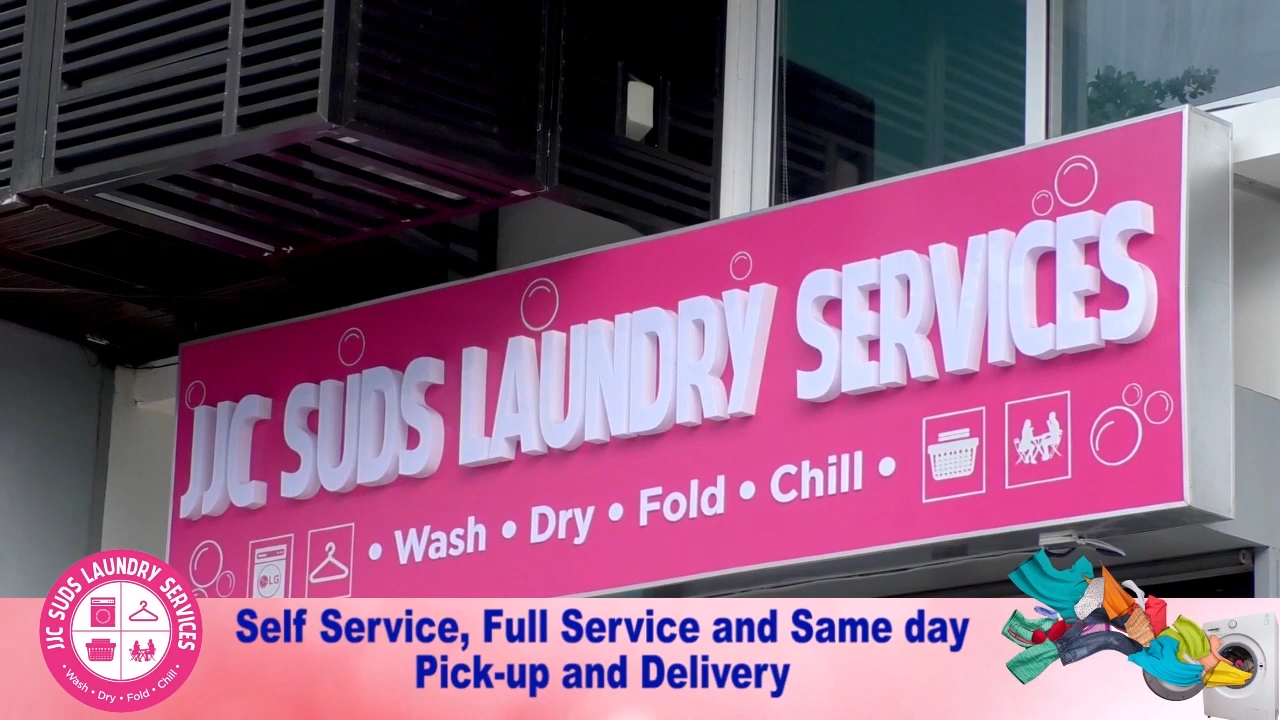 JJC SUDS LAUNDRY SERVICES
• Wash • Dry • Fold • Chill •
LG
JJC SUDS LAUNDRY SERVICES
• Wash • Dry • Fold • Chill •
Self Service, Full Service and Same day
Pick-up and Delivery